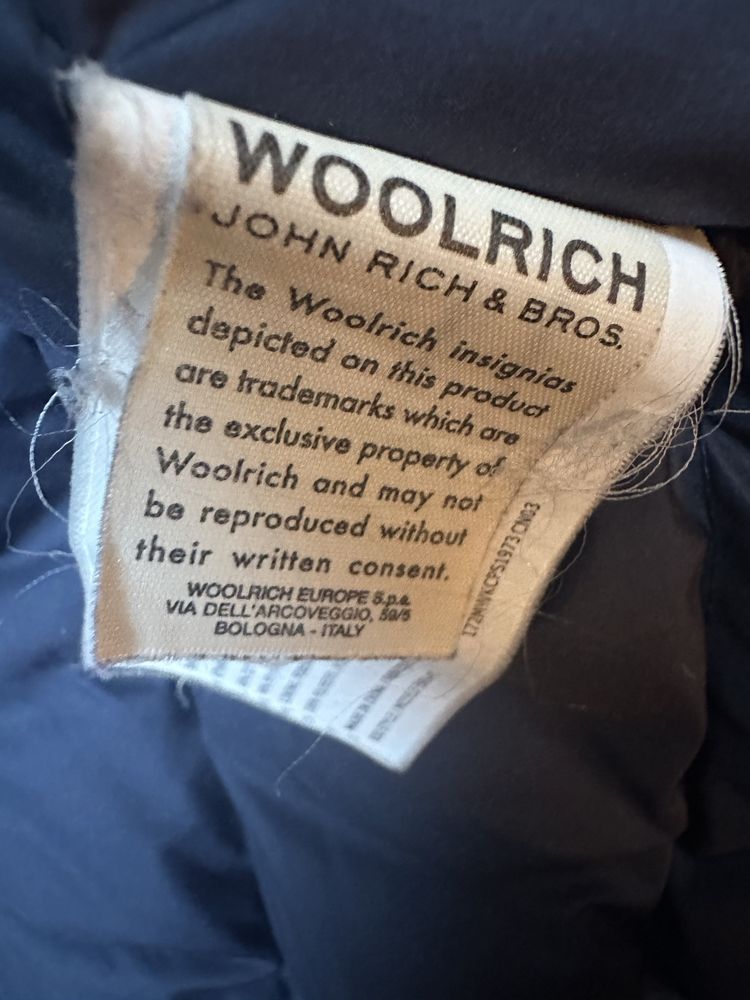 WOOLRICH
JOHN RICH & BROS.
The Woolrich insignias
depicted on this product
are trademarks which are
the exclusive property of
Woolrich and may not
be reproduced without
their written consent.
WOOLRICH EUROPE S.p.a.
VIA DELL'ARCOVEGGIO, 59/5
BOLOGNA - ITALY
CN03